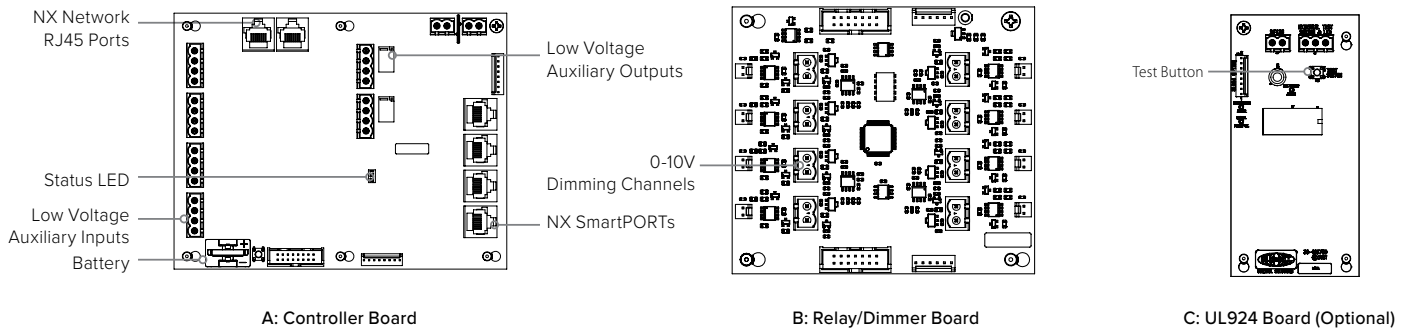 NX Network
RJ45 Ports
Low Voltage
Auxiliary Outputs
Status LED
Low Voltage
Auxiliary Inputs
Battery
NX SmartPORTs
0-10V
Dimming Channels
Test Button
A: Controller Board
B: Relay/Dimmer Board
C: UL924 Board (Optional)